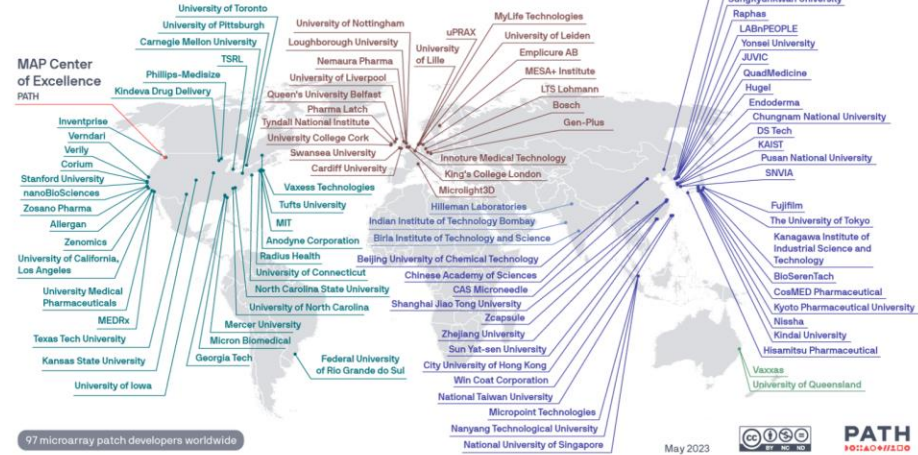 University of Toronto
University of Pittsburgh
Carnegie Mellon University
TSRL
Phillips-Medisize
Kindeva Drug Delivery
MAP Center
of Excellence
PATH
Inventprise
Verndari
Verily
Corium
Stanford University
nanoBioSciences
Zosano Pharma
Allergan
Zenomics
University of California,
Los Angeles
University Medical
Pharmaceuticals
MEDRx
Texas Tech University
Kansas State University
University of Iowa
Vaxess Technologies
Tufts University
MIT
Anodyne Corporation
Radius Health
University of Connecticut
North Carolina State University
University of North Carolina
Mercer University
Micron Biomedical
Georgia Tech
Federal University
of Rio Grande do Sul
University of Nottingham
Loughborough University
Nemaura Pharma
University of Liverpool
Queen's University Belfast
Pharma Latch
Tyndall National Institute
University College Cork
Swansea University
Cardiff University
uPRAX
University
of Lille
MyLife Technologies
University of Leiden
Emplicure AB
MESA+ Institute
LTS Lohmann
Bosch
Gen-Plus
Innoture Medical Technology
King's College London
Microlight3D
Hilleman Laboratories
Indian Institute of Technology Bombay
Birla Institute of Technology and Science
Beijing University of Chemical Technology
Chinese Academy of Sciences
CAS Microneedle
Shanghai Jiao Tong University
Zcapsule
Zhejiang University
Sun Yat-sen University
City University of Hong Kong
Win Coat Corporation
National Taiwan University
Micropoint Technologies
Nanyang Technological University
National University of Singapore
Raphas
LABnPEOPLE
Yonsei University
JUVIC
QuadMedicine
Hugel
Endoderma
Chungnam National University
DS Tech
KAIST
Pusan National University
SNVIA
Fujifilm
The University of Tokyo
Kanagawa Institute of
Industrial Science and
Technology
BioSerenTach
CosMED Pharmaceutical
Kyoto Pharmaceutical University
Nissha
Kindai University
Hisamitsu Pharmaceutical
Vaxxas
University of Queensland
97 microarray patch developers worldwide
May 2023
cc
BY NC ND
PATH